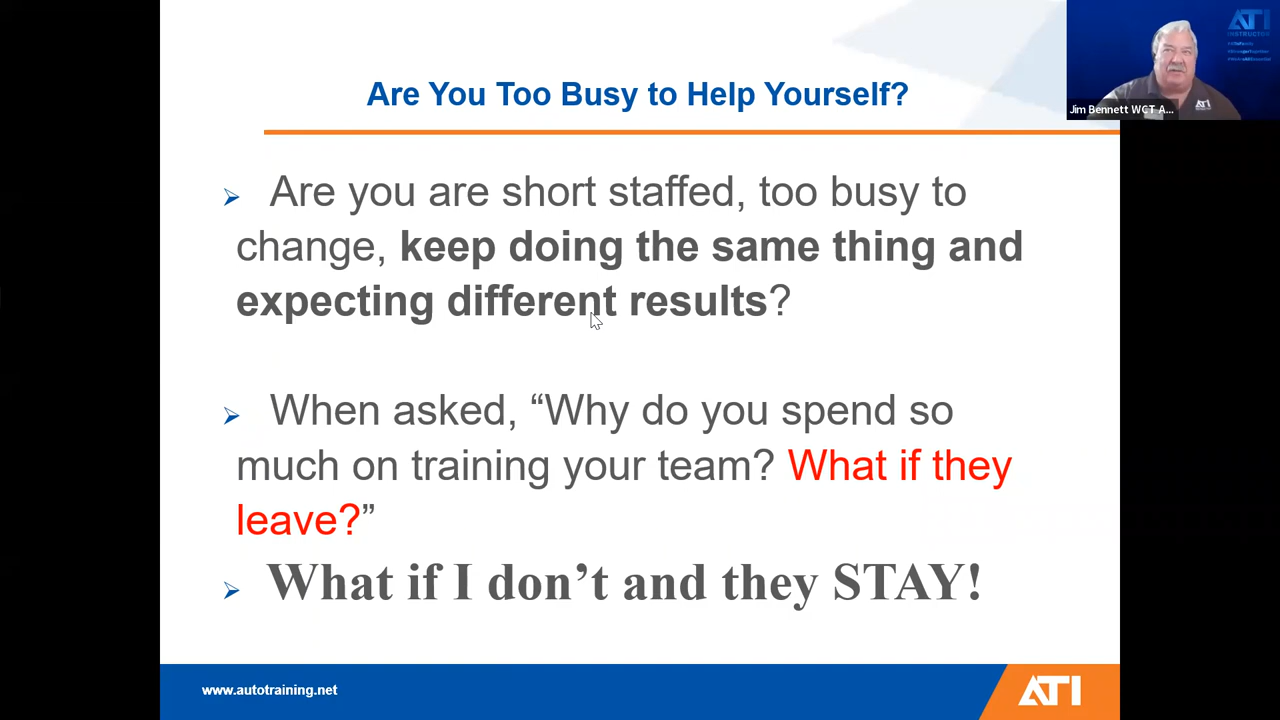 ATI
INSTRUCTOR
Jim Bennett WCT A...
ATI
Are You Too Busy to Help Yourself?
Are you are short staffed, too busy to
change, keep doing the same thing and
expecting different results?
When asked, “Why do you spend so
much on training your team? What if they
leave?”
What if I don’t and they STAY!
www.autotraining.net
ATI